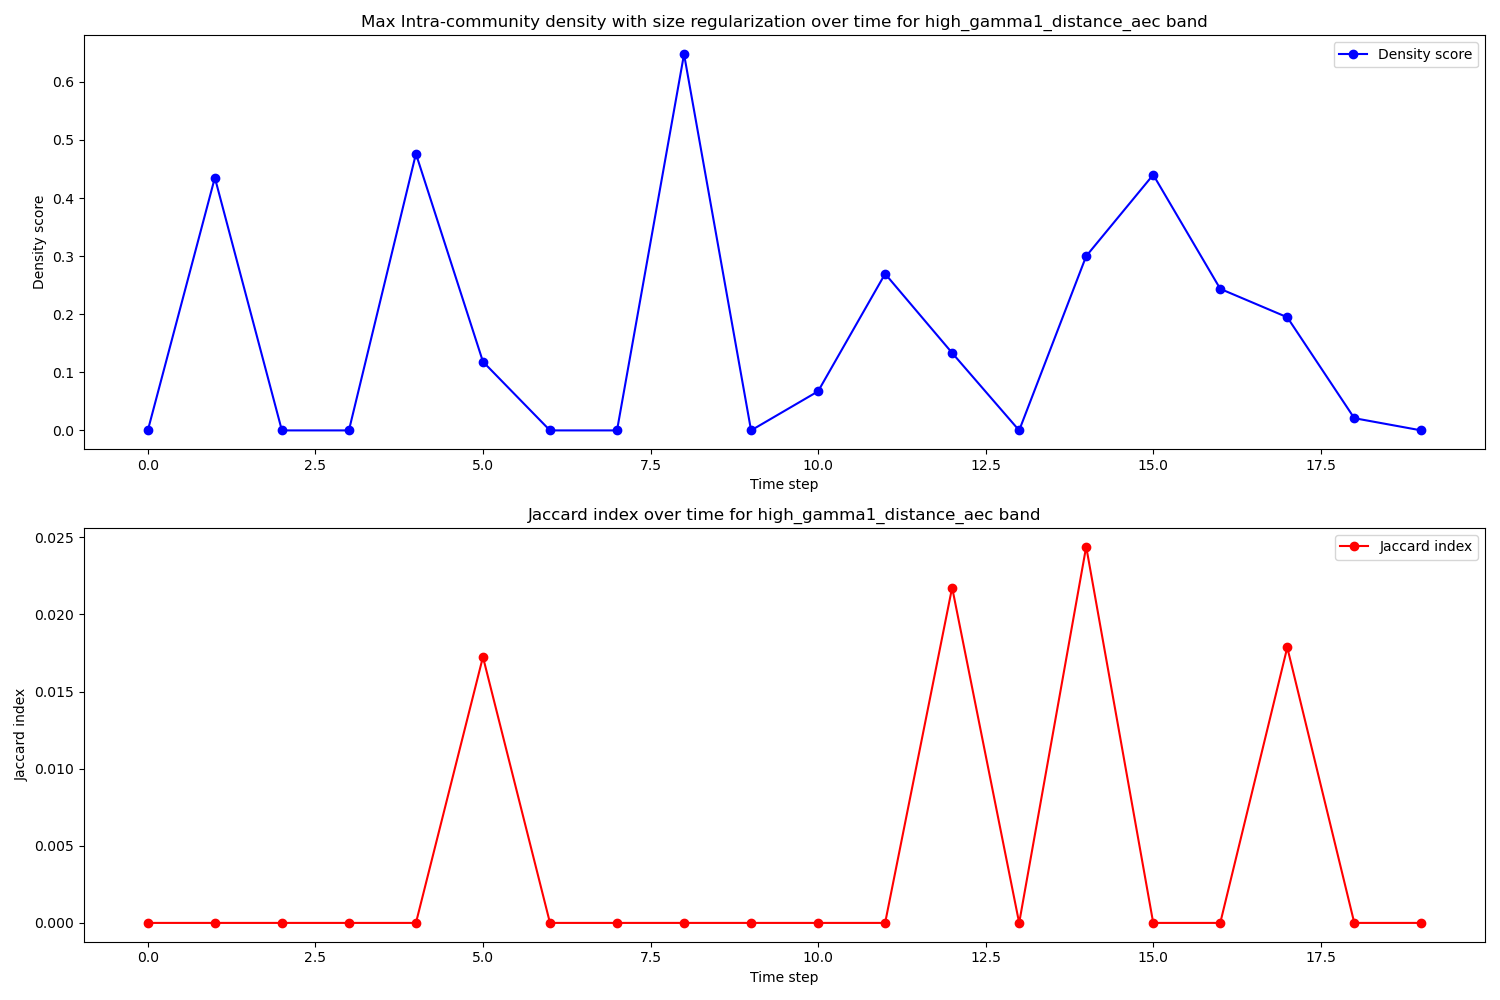 Max Intra-community density with size regularization over time for high_gamma1_distance_aec band
Density score
Density score
0.6
0.5
0.4
0.3
0.2
0.1
0.0
0.0 2.5 5.0 7.5 10.0 12.5 15.0 17.5
Time step
Jaccard index over time for high_gamma1_distance_aec band
Jaccard index
Jaccard index
0.025
0.020
0.015
0.010
0.005
0.000
0.0 2.5 5.0 7.5 10.0 12.5 15.0 17.5
Time step